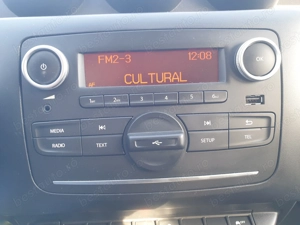 FM2-3 12:08
AF
CULTURAL
OK
1 2 3 4 5 6
MEDIA
RADIO TEXT SETUP TEL